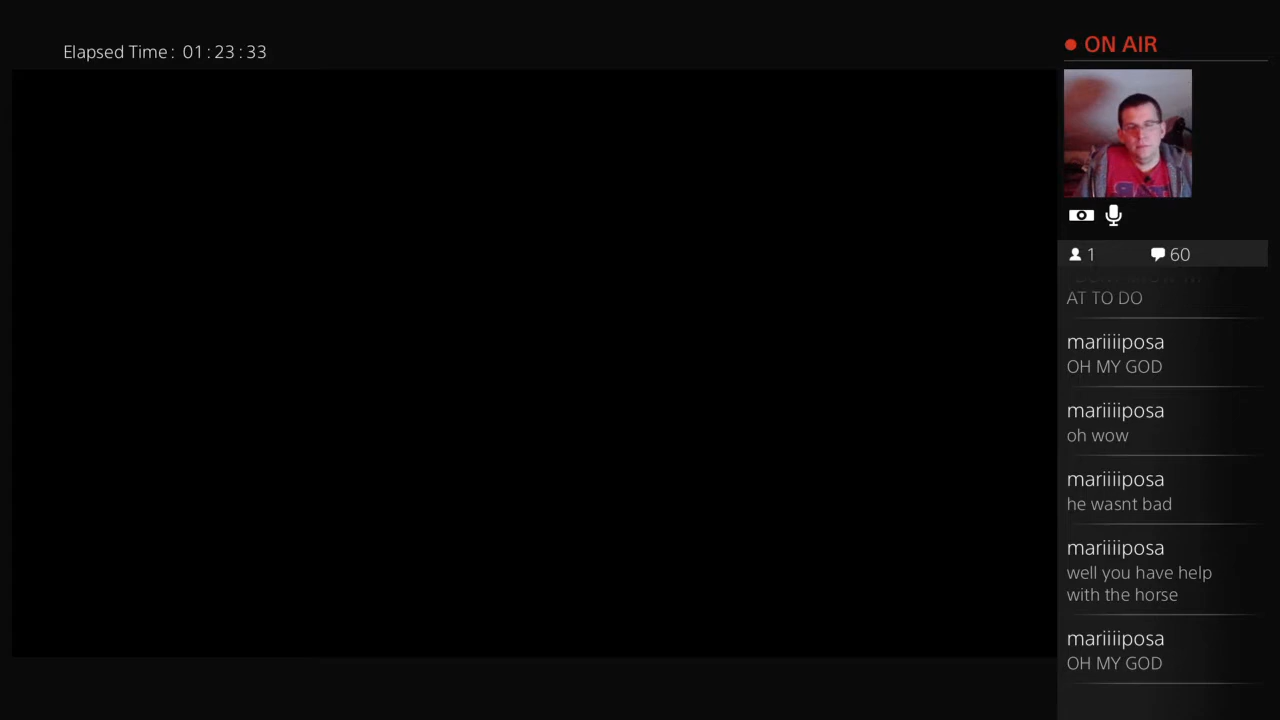 Elapsed Time: 01:23:33
ON AIR
1 60
AT TO DO
mariiiiposa
OH MY GOD
mariiiiposa
oh wow
mariiiiposa
he wasnt bad
mariiiiposa
well you have help
with the horse
mariiiiposa
OH MY GOD